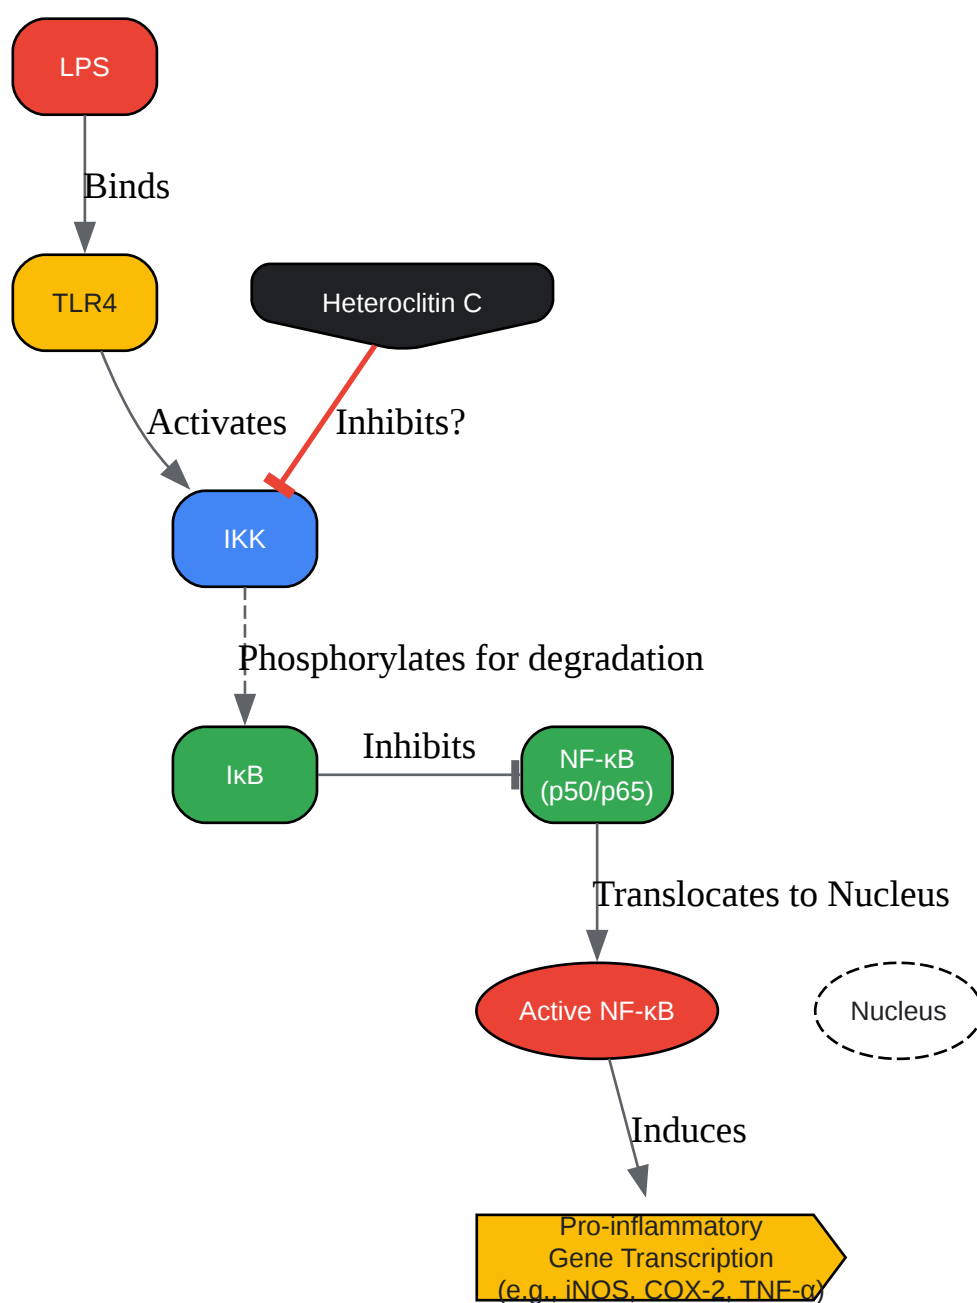 LPS
Binds
TLR4
Heteroclitin C
Activates
Inhibits?
IKK
Phosphorylates for degradation
IκB
Inhibits
NF-κB
(p50/p65)
Translocates to Nucleus
Active NF-κB
Nucleus
Induces
Pro-inflammatory
Gene Transcription
(e.g., iNOS, COX-2, TNF-α)